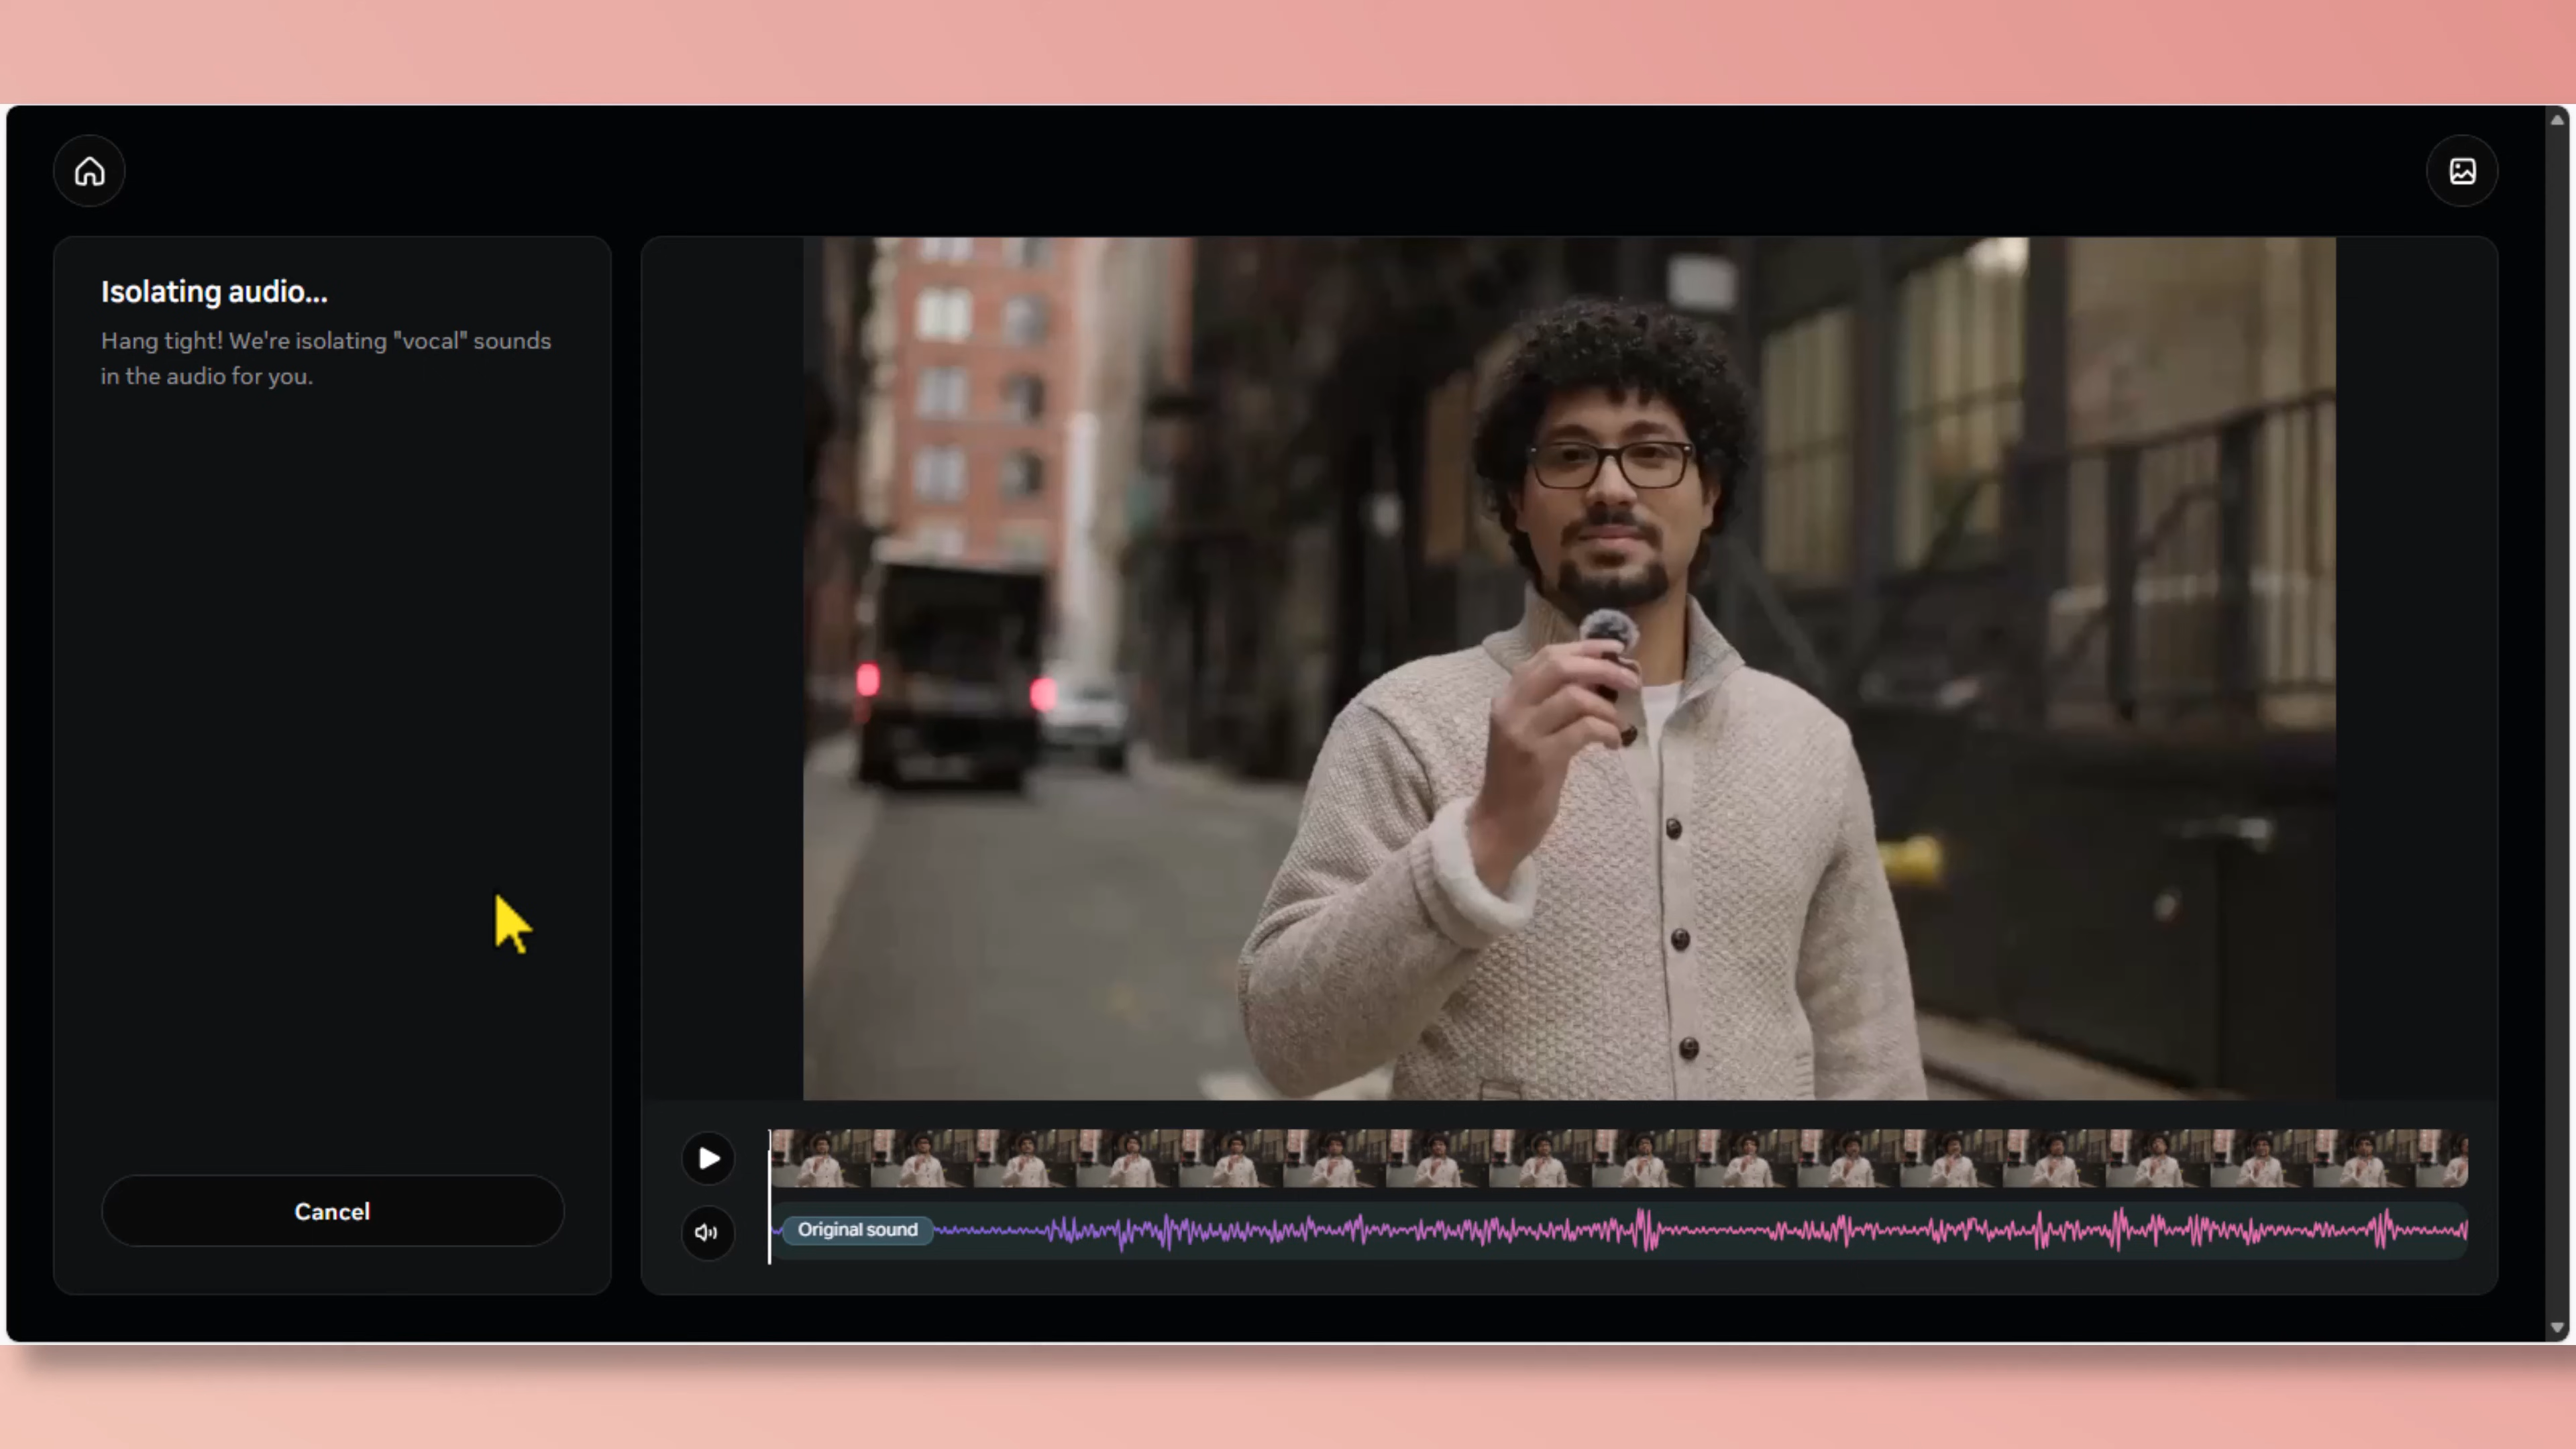 Isolating audio...
Hang tight! We're isolating "vocal" sounds
in the audio for you.
Cancel
Original sound